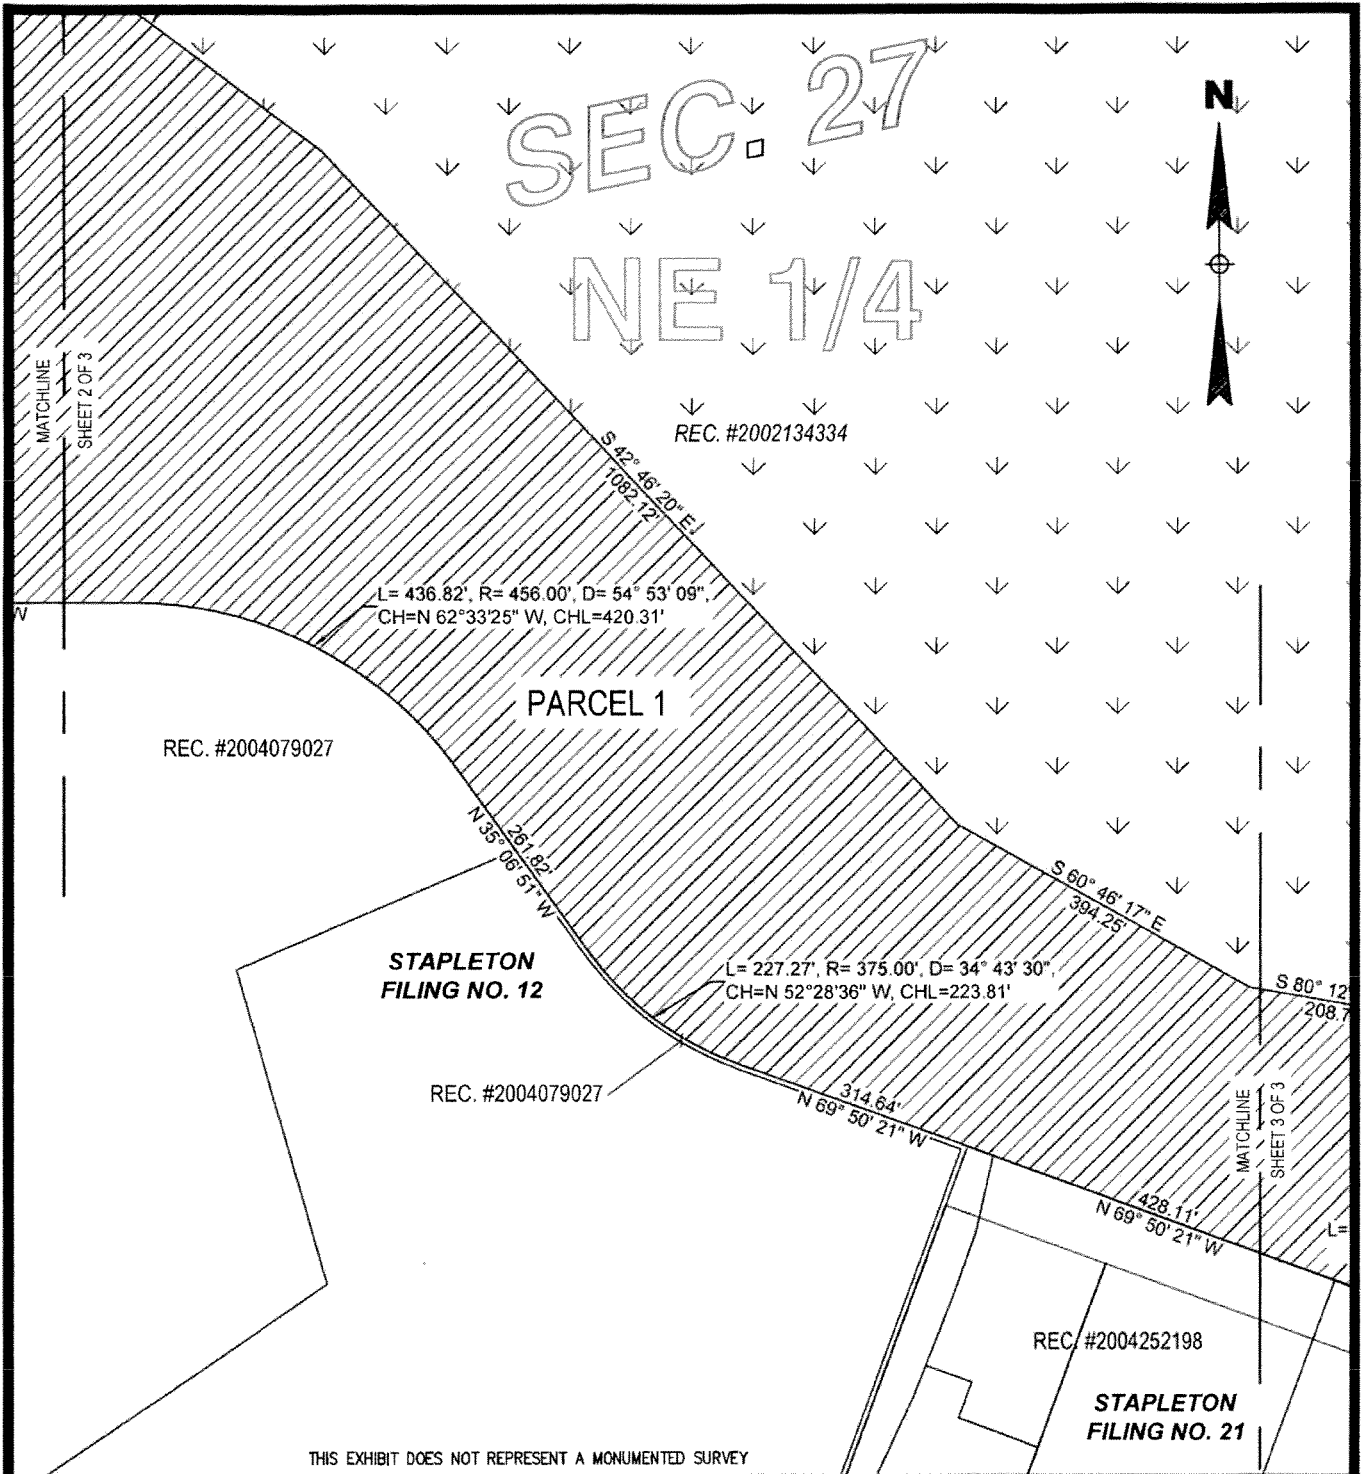 SEC. 27
N
NE 1/4
MATCHLINE
SHEET 2 OF 3
REC. #2002134334
S 42° 46' 20" E
1082.12'
L= 436.82', R= 456.00', D= 54° 53' 09",
CH=N 62°33'25" W, CHL=420.31'
W
PARCEL 1
REC. #2004079027
261.82'
N 35° 06' 51" W
S 60° 46' 17" E
394.25'
STAPLETON
FILING NO. 12
L= 227.27', R= 375.00', D= 34° 43' 30",
CH=N 52°28'36" W, CHL=223.81'
S 80° 12'
208.7
REC. #2004079027
314.64'
N 69° 50' 21" W
MATCHLINE
SHEET 3 OF 3
428.11'
N 69° 50' 21" W
L=
REC. #2004252198
STAPLETON
FILING NO. 21
THIS EXHIBIT DOES NOT REPRESENT A MONUMENTED SURVEY